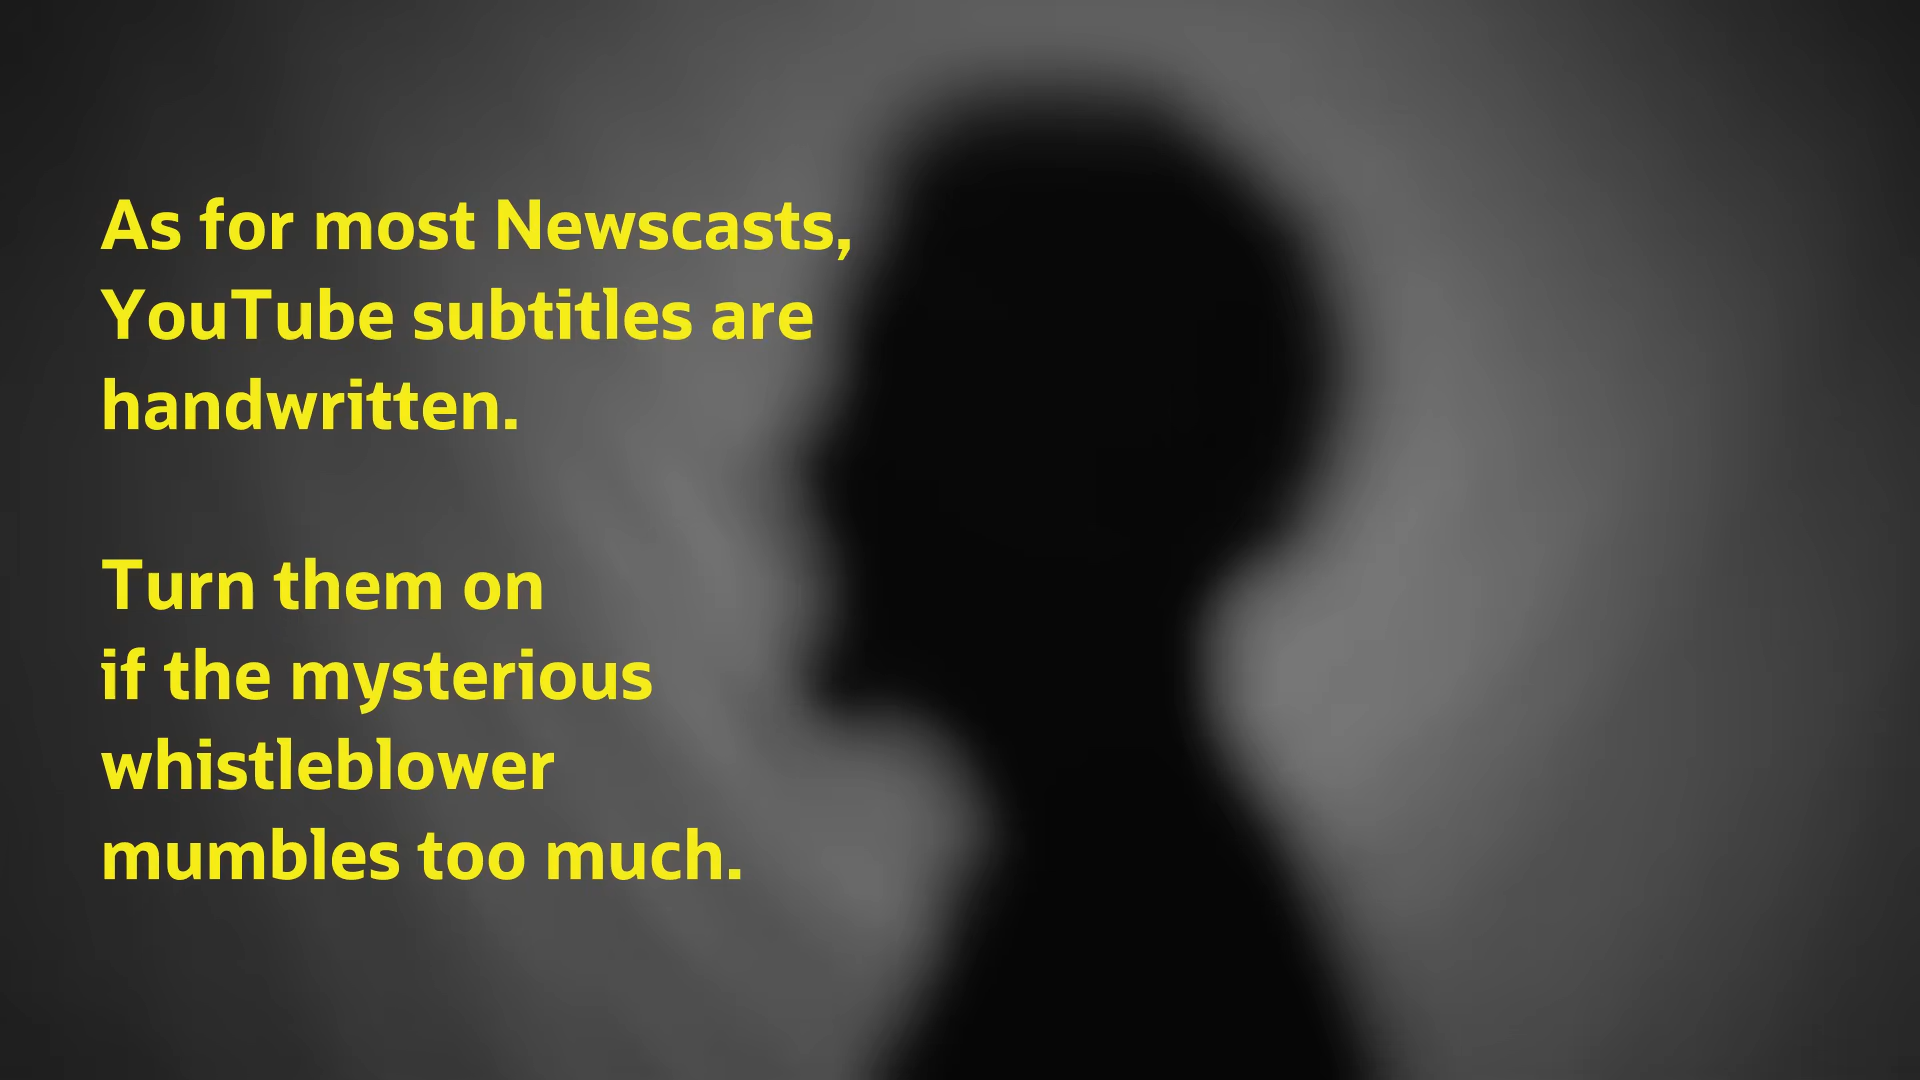 As for most Newscasts,
YouTube subtitles are
handwritten.
Turn them on
if the mysterious
whistleblower
mumbles too much.